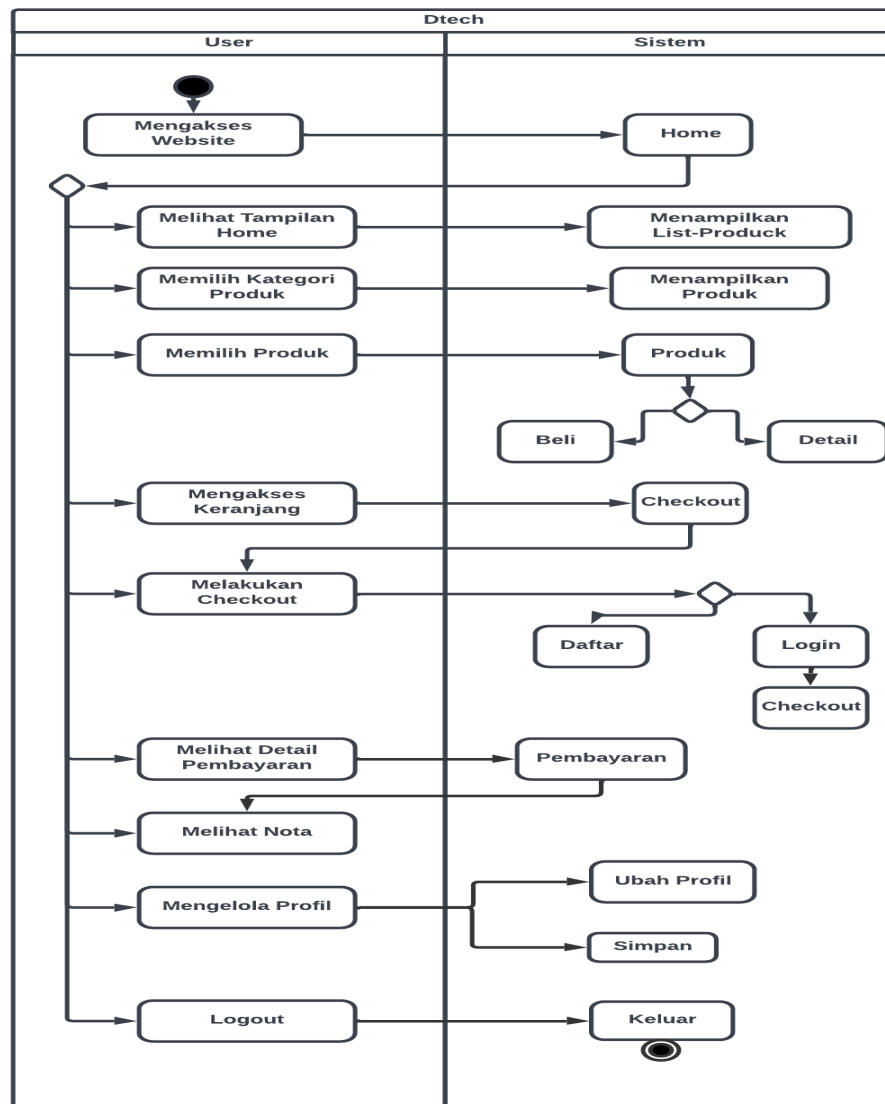 Dtech
User
Sistem
Mengakses
Website
Home
Melihat Tampilan
Home
Menampilkan
List-Produck
Memilih Kategori
Produk
Menampilkan
Produk
Memilih Produk
Produk
Beli
Detail
Mengakses
Keranjang
Checkout
Melakukan
Checkout
Daftar
Login
Checkout
Melihat Detail
Pembayaran
Pembayaran
Melihat Nota
Ubah Profil
Mengelola Profil
Simpan
Logout
Keluar